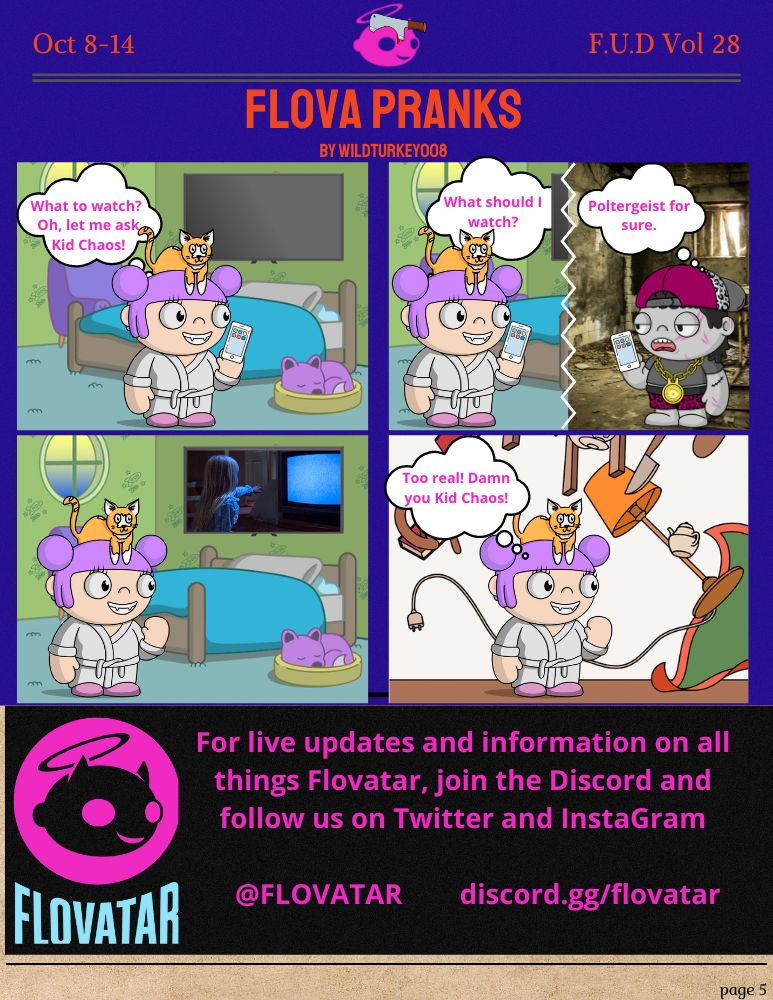 Oct 8-14
F.U.D Vol 28
FLOVA PRANKS
BY WILDTURKEY008
What to watch?
Oh, let me ask
Kid Chaos!
What should I
watch?
Poltergeist for
sure.
Too real! Damn
you Kid Chaos!
For live updates and information on all
things Flovatar, join the Discord and
follow us on Twitter and InstaGram
@FLOVATAR
discord.gg/flovatar
FLOVATAR
page 5